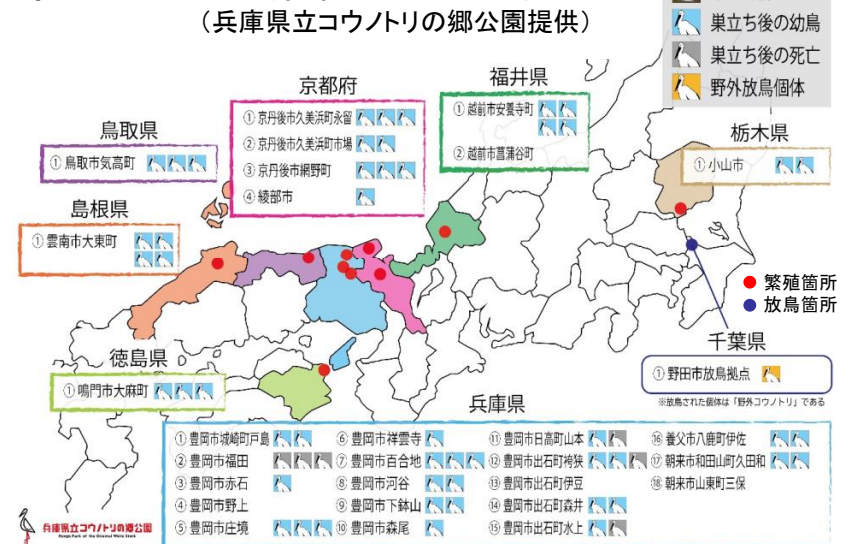 （兵庫県立コウノトリの郷公園提供）
巣立ち後の幼鳥
巣立ち後の死亡
野外放鳥個体
京都府
①京丹後市久美浜町永留
②京丹後市久美浜町市場
③京丹後市網野町
④綾部市
福井県
①越前市安養寺町
②越前市菖蒲谷町
鳥取県
①鳥取市気高町
栃木県
①小山市
島根県
①雲南市大東町
繁殖箇所
放鳥箇所
千葉県
①野田市放鳥拠点
※放鳥された個体は「野外コウノトリ」である
徳島県
①鳴門市大麻町
兵庫県
①豊岡市城崎町戸島
②豊岡市福田
③豊岡市赤石
④豊岡市野上
⑤豊岡市庄境
⑥豊岡市祥雲寺
⑦豊岡市百合地
⑧豊岡市河谷
⑨豊岡市下鉢山
⑩豊岡市森尾
⑪豊岡市日高町山本
⑫豊岡市出石町袴狭
⑬豊岡市出石町伊豆
⑭豊岡市出石町森井
⑮豊岡市出石町水上
⑯養父市八鹿町伊佐
⑰朝来市和田山町久田和
⑱朝来市山東町三保
兵庫県立コウノトリの郷公園
Hyogo Park of the Oriental White Stork